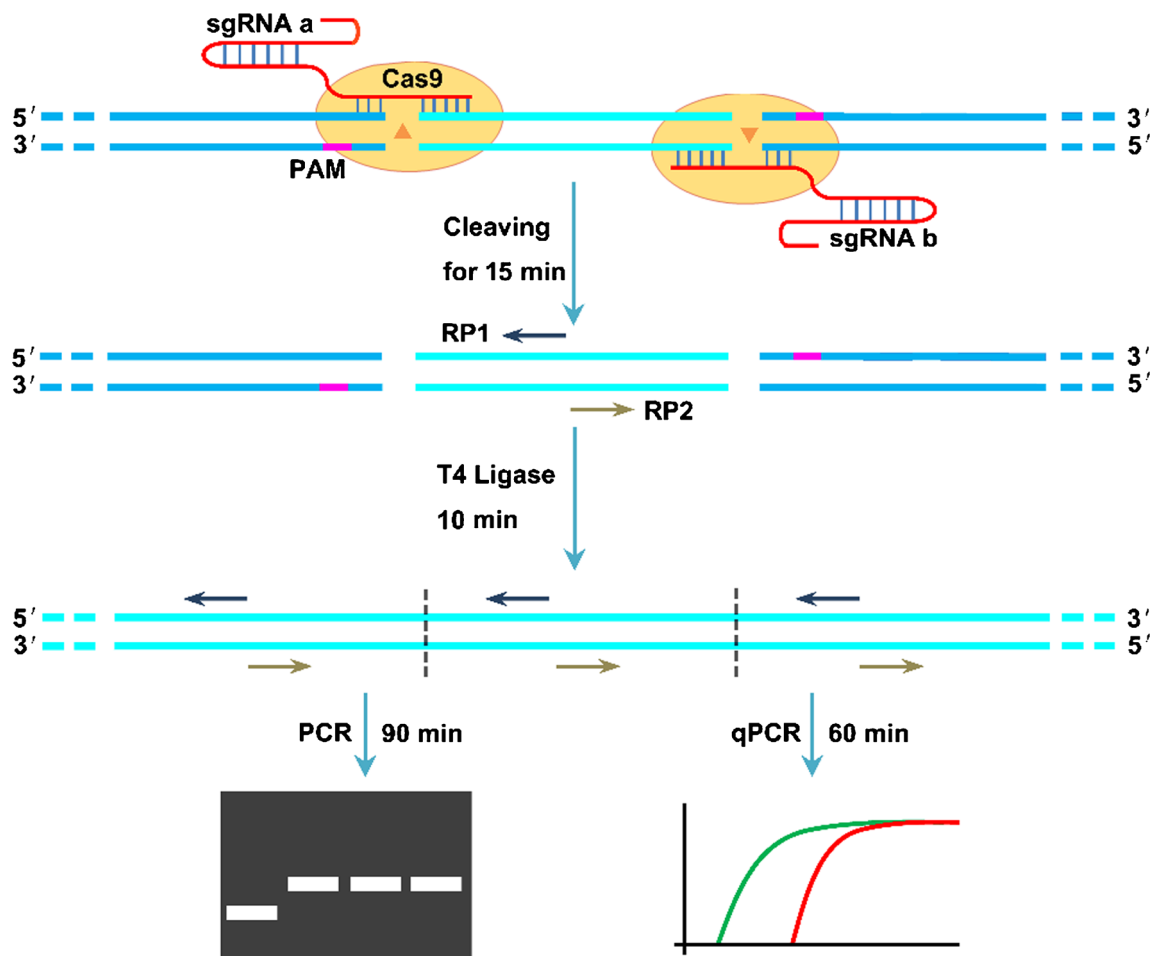 sgRNA a
Cas9
5′ 3′
3′ 5′
PAM
sgRNA b
Cleaving
for 15 min
RP1
5′ 3′
3′ 5′
RP2
T4 Ligase
10 min
5′ 3′
3′ 5′
PCR 90 min
qPCR 60 min